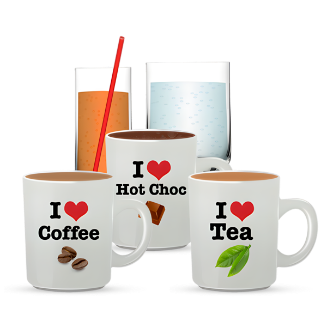 I ❤
Hot Choc
I ❤
Coffee
I ❤
Tea